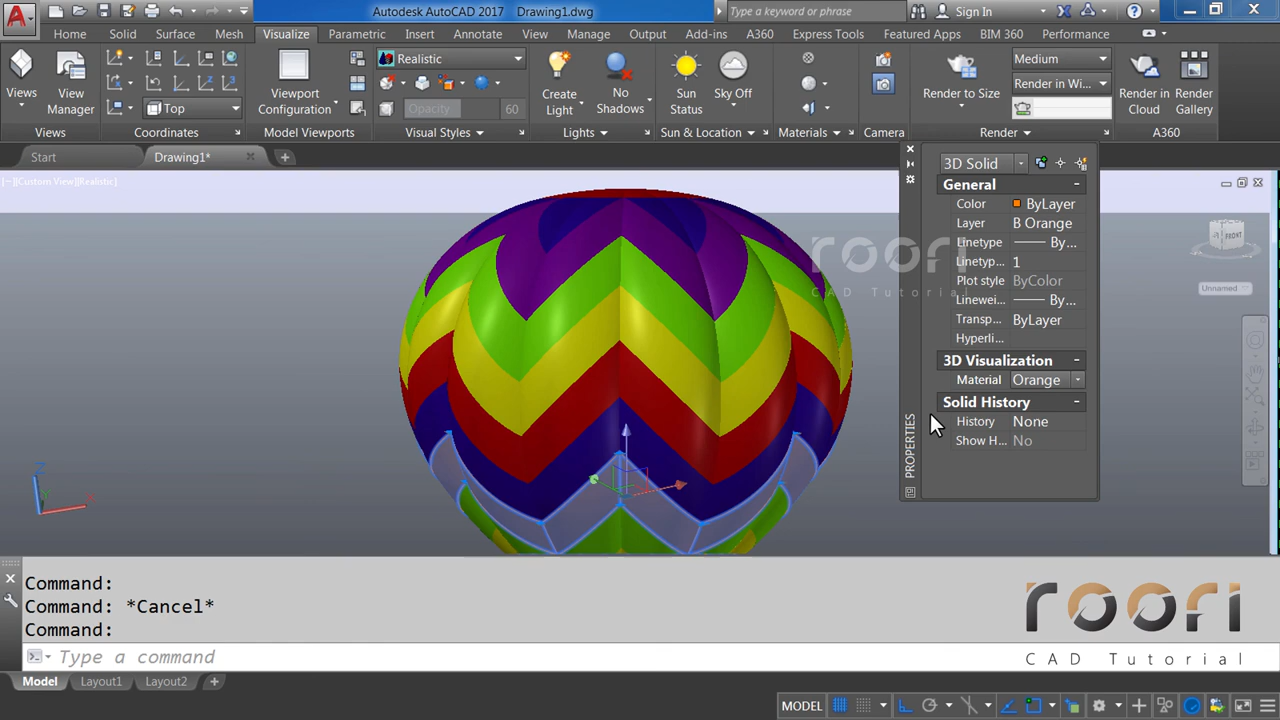 Autodesk AutoCAD 2017 Drawing1.dwg
Type a keyword or phrase
Sign In
Home Solid Surface Mesh Visualize Parametric Insert Annotate View Manage Output Add-ins A360 Express Tools Featured Apps BIM 360 Performance
Views
View Manager
Top
Viewport Configuration
Realistic
Opacity 60
Create Light
No Shadows
Sun Status
Sky Off
Render to Size
Medium
Render in Wi...
Render in Cloud
Render Gallery
Views Coordinates Model Viewports Visual Styles Lights Sun & Location Materials Camera Render A360
Start Drawing1*
[−][Custom View][Realistic]
3D Solid
General
Color ByLayer
Layer B Orange
Linetype By...
Linetyp... 1
Plot style ByColor
Linewei... By...
Transp... ByLayer
Hyperli...
3D Visualization
Material Orange
Solid History
History None
Show H... No
PROPERTIES
roori
CAD Tutorial
FRONT
Unnamed
Z
Y
X
Command:
Command: *Cancel*
Command:
Type a command
roori
CAD Tutorial
Model Layout1 Layout2
MODEL